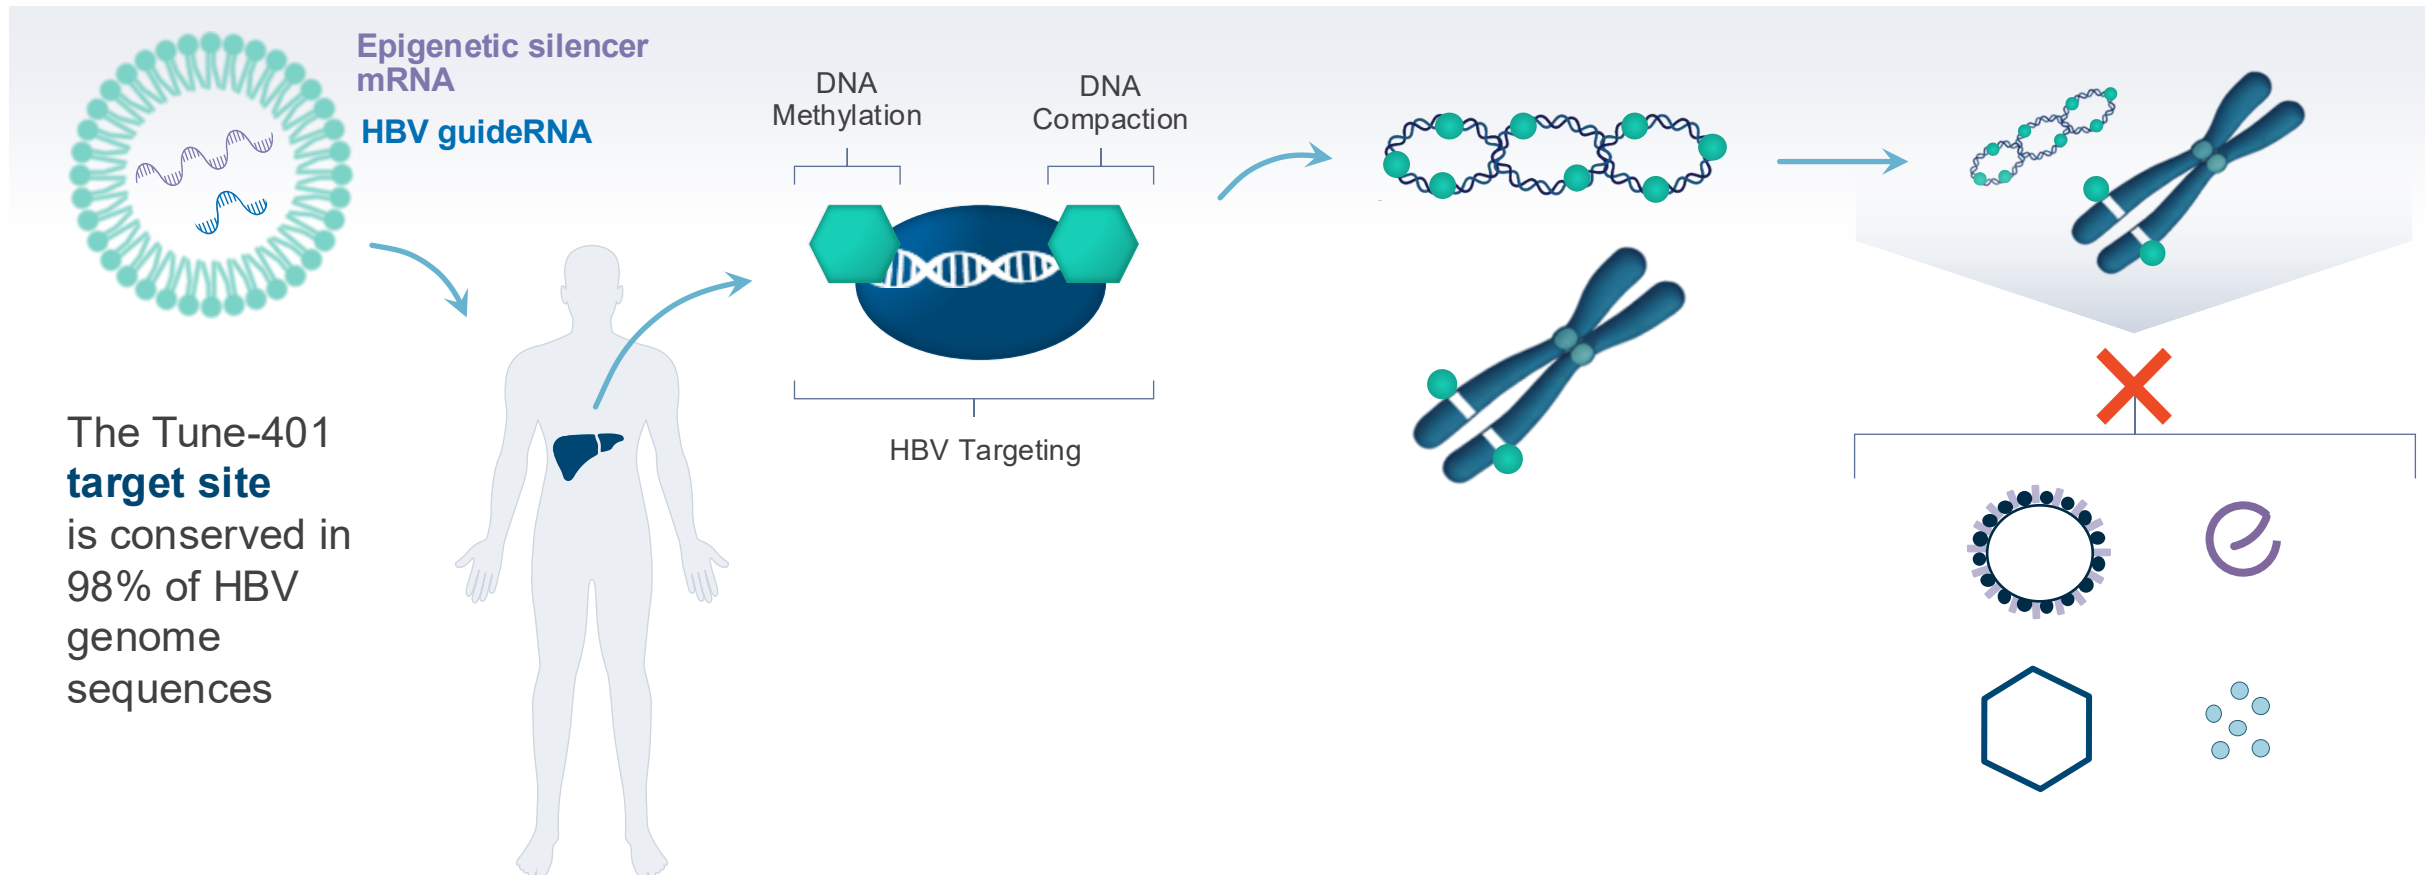 Epigenetic silencer
mRNA
HBV guideRNA
DNA
Methylation
DNA
Compaction
HBV Targeting
The Tune-401
target site
is conserved in
98% of HBV
genome
sequences